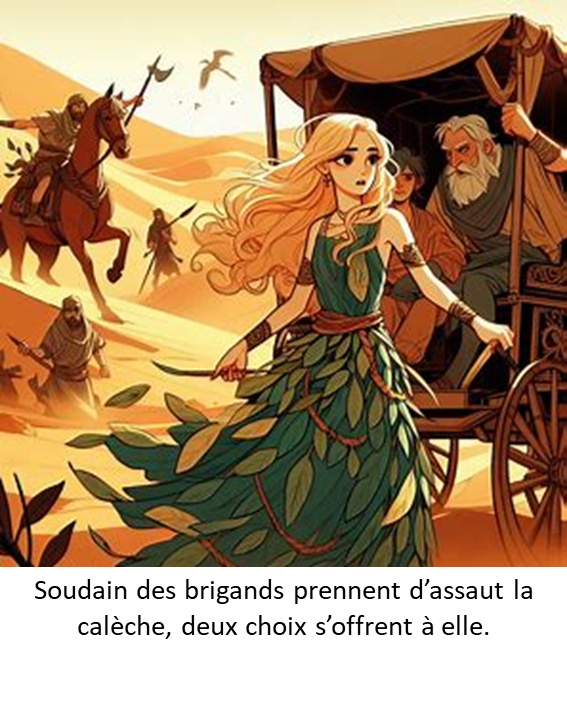 Soudain des brigands prennent d’assaut la
calèche, deux choix s’offrent à elle.